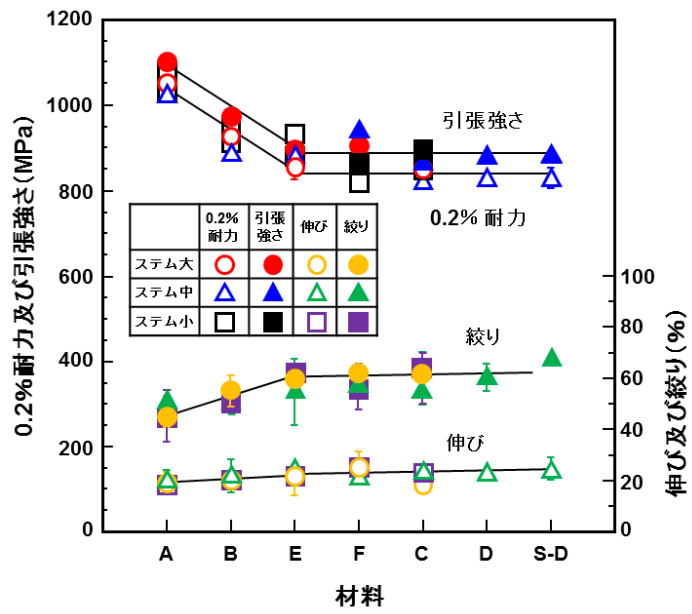 1200
1000
800
600
400
200
0
0.2%耐力及び引張強さ(MPa)
引張強さ
0.2% 耐力
0.2% 引張 伸び 絞り
耐力 強さ
ステム大
ステム中
ステム小
100
80
60
40
20
0
伸び及び絞り(%)
絞り
伸び
A B E F C D S-D
材料